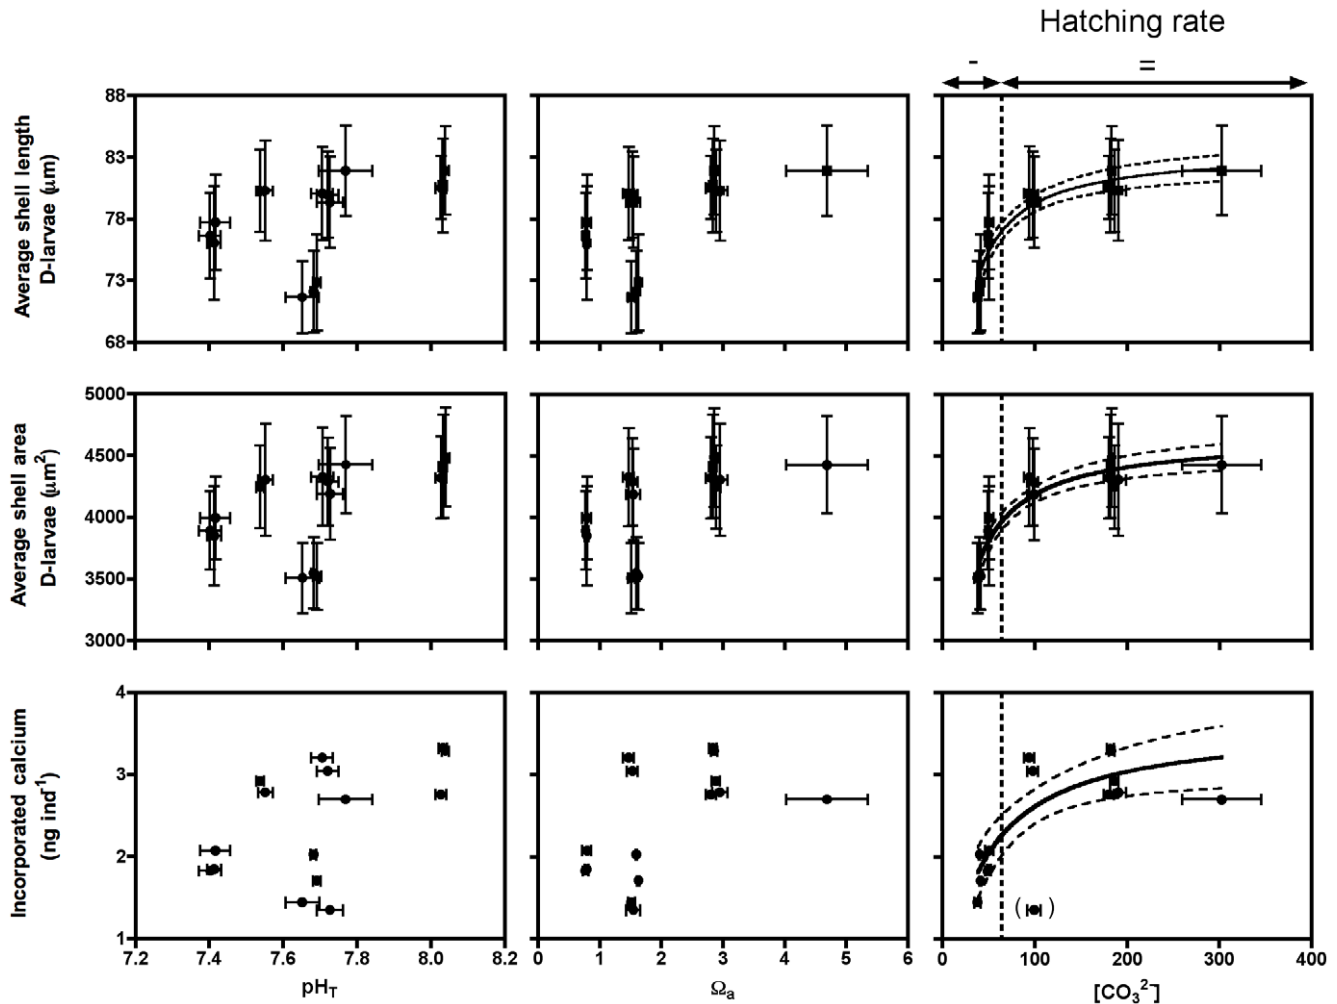 Hatching rate
- =
88
83
78
73
68
Average shell length
D-larvae (µm)
5000
4500
4000
3500
3000
Average shell area
D-larvae (µm²)
4
3
2
1
Incorporated calcium
(ng ind⁻¹)
( )
7.2 7.4 7.6 7.8 8.0 8.2
0 1 2 3 4 5 6
0 100 200 300 400
pH_T
Ω_a
[CO₃²⁻]